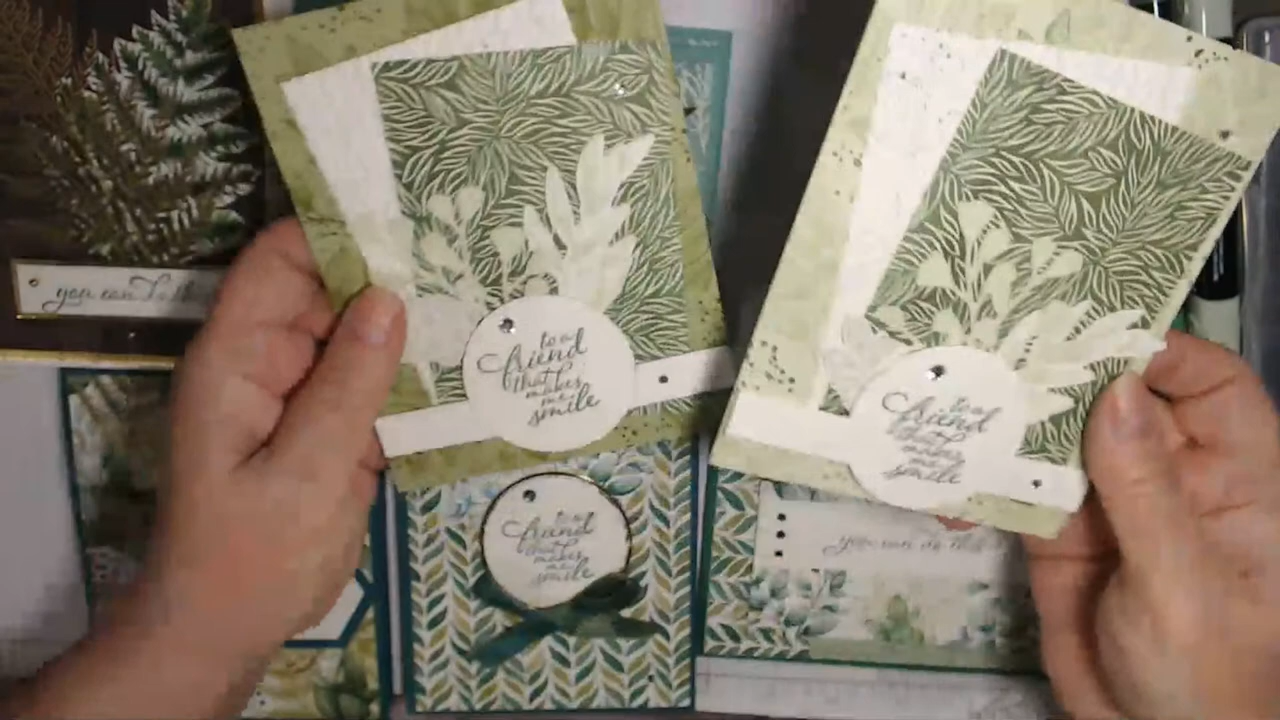 you can do
to a
friend
that
makes
me
smile
to a
friend
that
makes
me
smile
to a
friend
that
makes
me
smile
you can do this